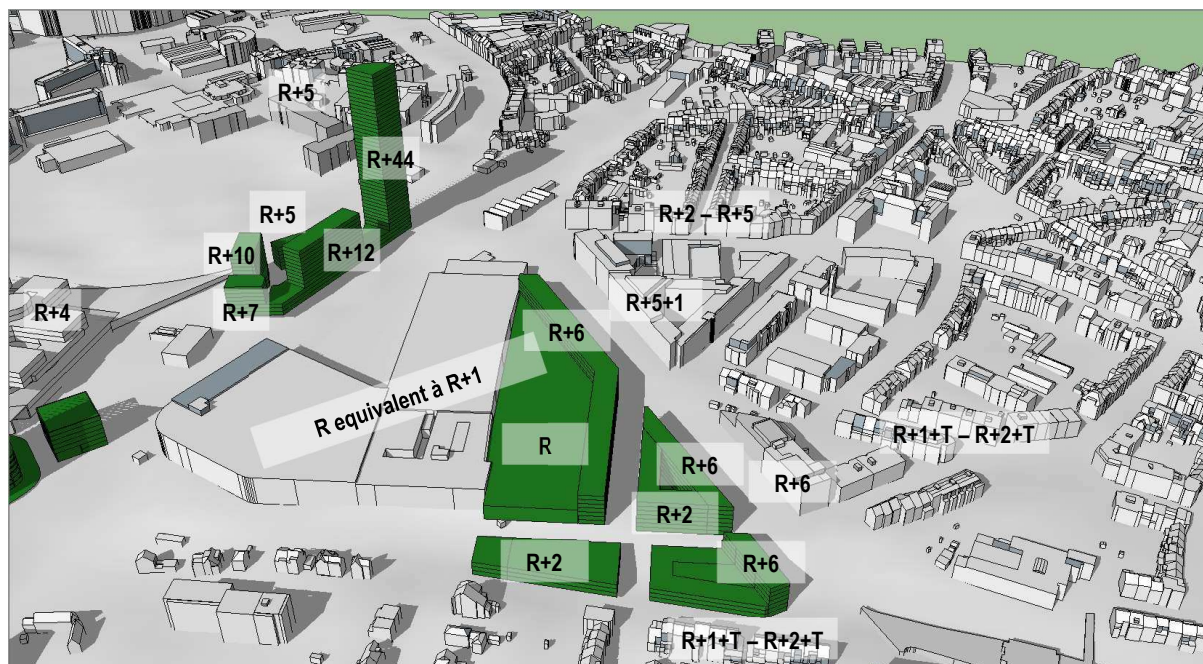 R+5
R+44
R+5
R+2 – R+5
R+10
R+12
R+4
R+7
R+5+1
R+6
R equivalent à R+1
R
R+1+T – R+2+T
R+6
R+6
R+2
R+2
R+6
R+1+T – R+2+T